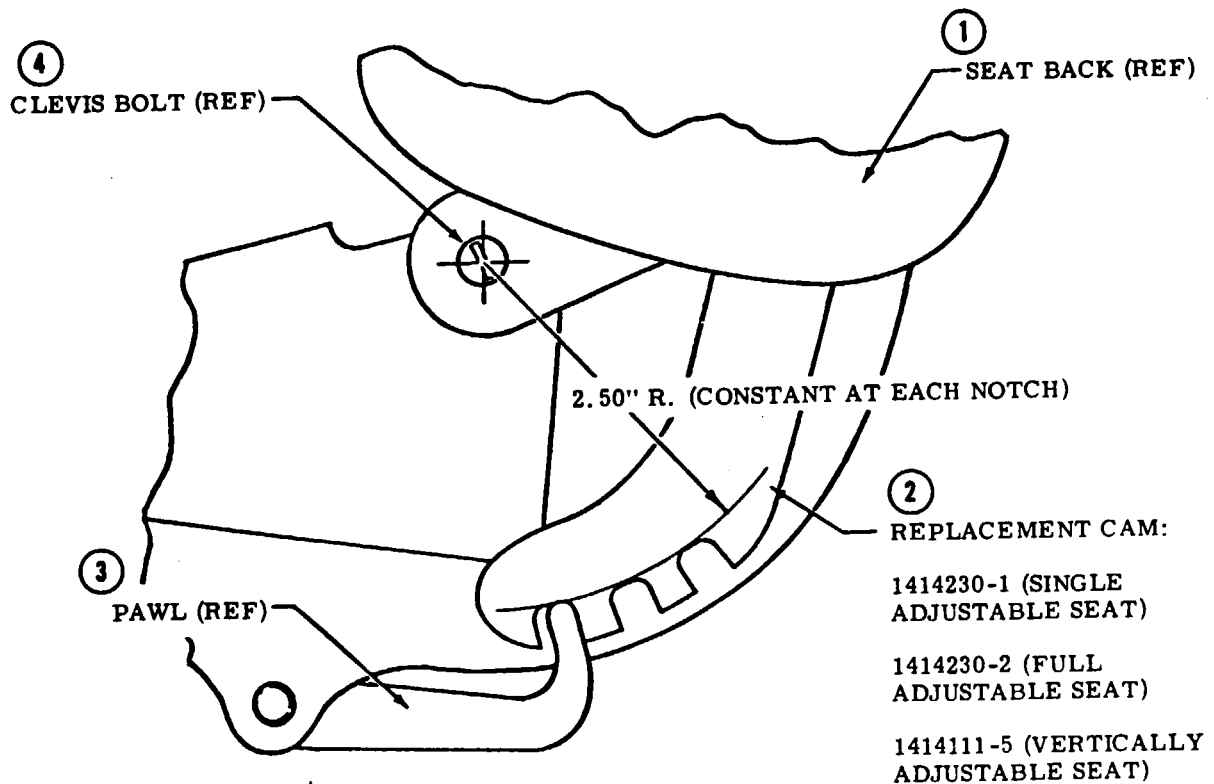 1
SEAT BACK (REF)
4
CLEVIS BOLT (REF)
2.50" R. (CONSTANT AT EACH NOTCH)
2
REPLACEMENT CAM:
1414230-1 (SINGLE
ADJUSTABLE SEAT)
1414230-2 (FULL
ADJUSTABLE SEAT)
1414111-5 (VERTICALLY
ADJUSTABLE SEAT)
3
PAWL (REF)